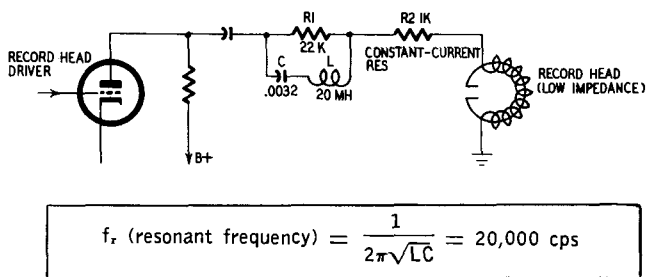 RECORD HEAD
DRIVER
B+
R1
22 K
C
.0032
L
20 MH
R2 1K
CONSTANT-CURRENT
RES
RECORD HEAD
(LOW IMPEDANCE)
fr (resonant frequency) = 1 / 2π√LC = 20,000 cps